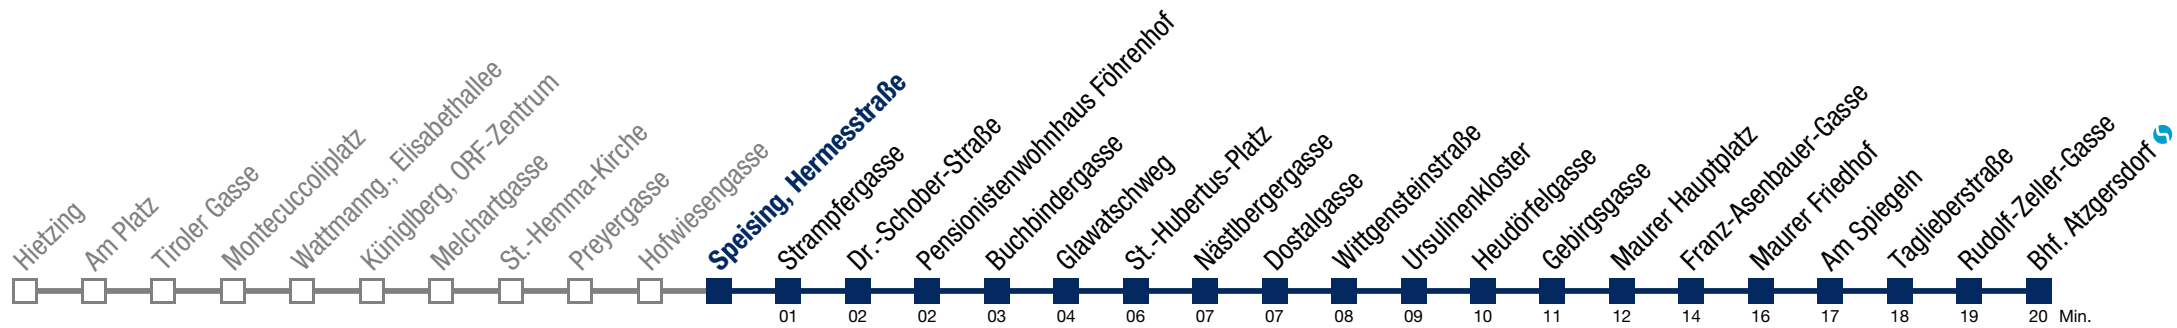 Hietzing
Am Platz
Tiroler Gasse
Montecuccoliplatz
Wattmanng., Elisabethallee
Küniglberg, ORF-Zentrum
Melchartgasse
St.-Hemma-Kirche
Preyergasse
Hofwiesengasse
Speising, Hermesstraße
Strampfergasse
Dr.-Schober-Straße
Pensionistenwohnhaus Föhrenhof
Buchbindergasse
Glawatschweg
St.-Hubertus-Platz
Nästlbergergasse
Dostalgasse
Wittgensteinstraße
Ursulinenkloster
Heudörfelgasse
Gebirgsgasse
Maurer Hauptplatz
Franz-Asenbauer-Gasse
Maurer Friedhof
Am Spiegeln
Taglieberstraße
Rudolf-Zeller-Gasse
Bhf. Atzgersdorf
01 02 02 03 04 06 07 07 08 09 10 11 12 14 16 17 18 19 20 Min.